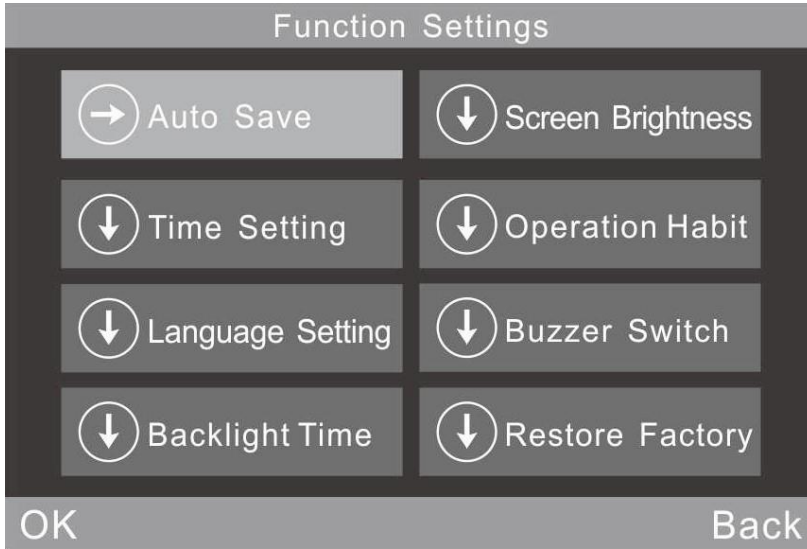 Function Settings
Auto Save
Screen Brightness
Time Setting
Operation Habit
Language Setting
Buzzer Switch
Backlight Time
Restore Factory
OK
Back